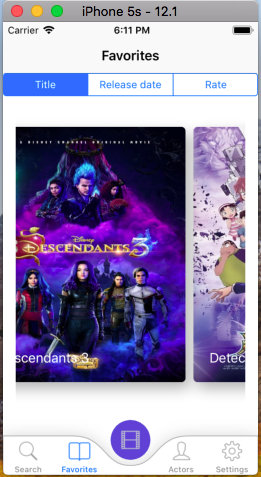 iPhone 5s - 12.1
Carrier 6:11 PM
Favorites
Title Release date Rate
A DISNEY CHANNEL ORIGINAL MOVIE
Disney
DESCENDANTS 3
scendants 3
Detec
Search Favorites Actors Settings